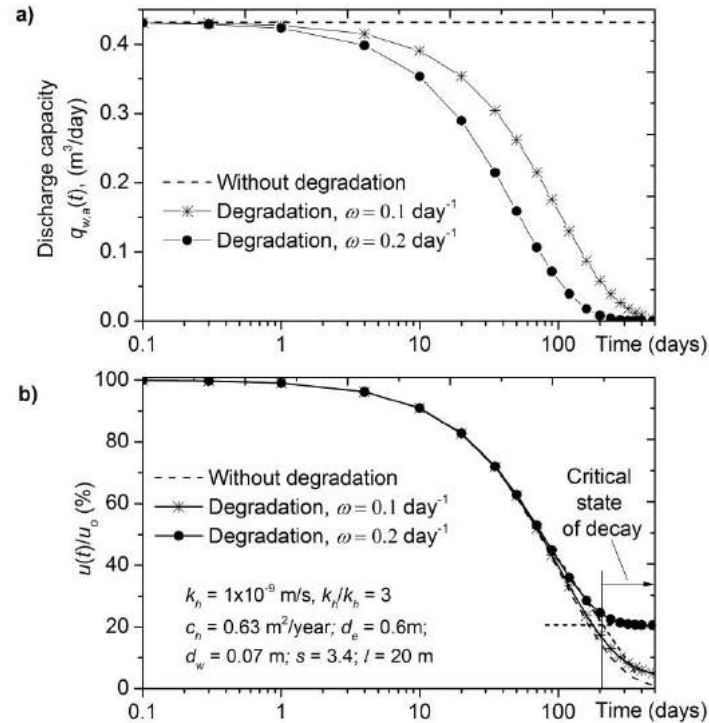 a)
0.4
0.3
0.2
0.1
0.0
Discharge capacity
q_w,a(t), (m³/day)
Without degradation
Degradation, ω = 0.1 day⁻¹
Degradation, ω = 0.2 day⁻¹
0.1 1 10 100 Time (days)
b)
100
80
60
40
20
0
u(t)/u_o (%)
Without degradation
Degradation, ω = 0.1 day⁻¹
Degradation, ω = 0.2 day⁻¹
Critical
state
of decay
k_h = 1x10⁻⁹ m/s, k_h/k_h = 3
c_h = 0.63 m²/year; d_e = 0.6m;
d_w = 0.07 m; s = 3.4; l = 20 m
0.1 1 10 100 Time (days)